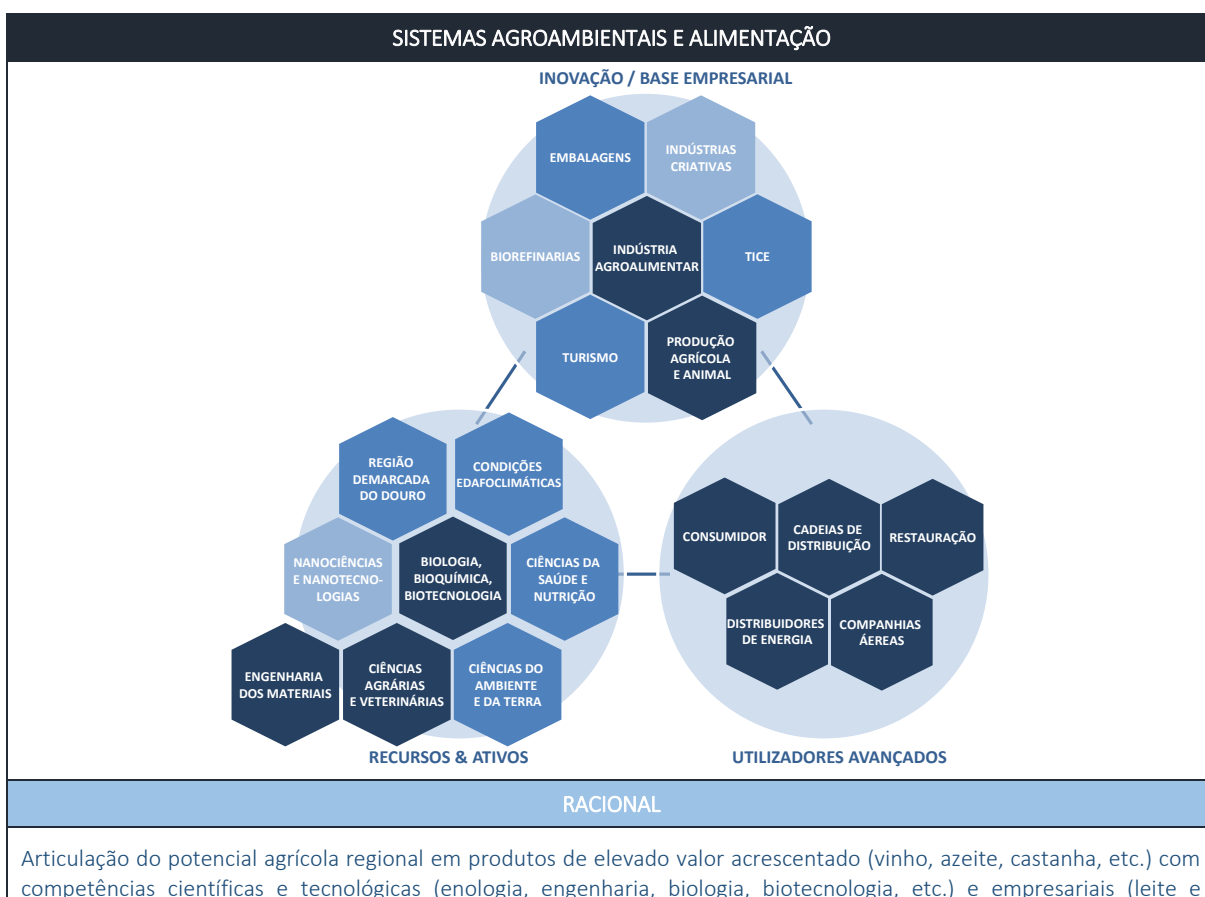 SISTEMAS AGROAMBIENTAIS E ALIMENTAÇÃO
INOVAÇÃO / BASE EMPRESARIAL
EMBALAGENS
INDÚSTRIAS
CRIATIVAS
BIOREFINARIAS
INDÚSTRIA
AGROALIMENTAR
TICE
TURISMO
PRODUÇÃO
AGRÍCOLA
E ANIMAL
REGIÃO
DEMARCADA
DO DOURO
CONDIÇÕES
EDAFOCLIMÁTICAS
NANOCIÊNCIAS
E NANOTECNO-
LOGIAS
BIOLOGIA,
BIOQUÍMICA,
BIOTECNOLOGIA
CIÊNCIAS DA
SAÚDE E
NUTRIÇÃO
ENGENHARIA
DOS MATERIAIS
CIÊNCIAS
AGRÁRIAS
E VETERINÁRIAS
CIÊNCIAS DO
AMBIENTE
E DA TERRA
RECURSOS & ATIVOS
CONSUMIDOR
CADEIAS DE
DISTRIBUIÇÃO
RESTAURAÇÃO
DISTRIBUIDORES
DE ENERGIA
COMPANHIAS
ÁEREAS
UTILIZADORES AVANÇADOS
RACIONAL
Articulação do potencial agrícola regional em produtos de elevado valor acrescentado (vinho, azeite, castanha, etc.) com
competências científicas e tecnológicas (enologia, engenharia, biologia, biotecnologia, etc.) e empresariais (leite e